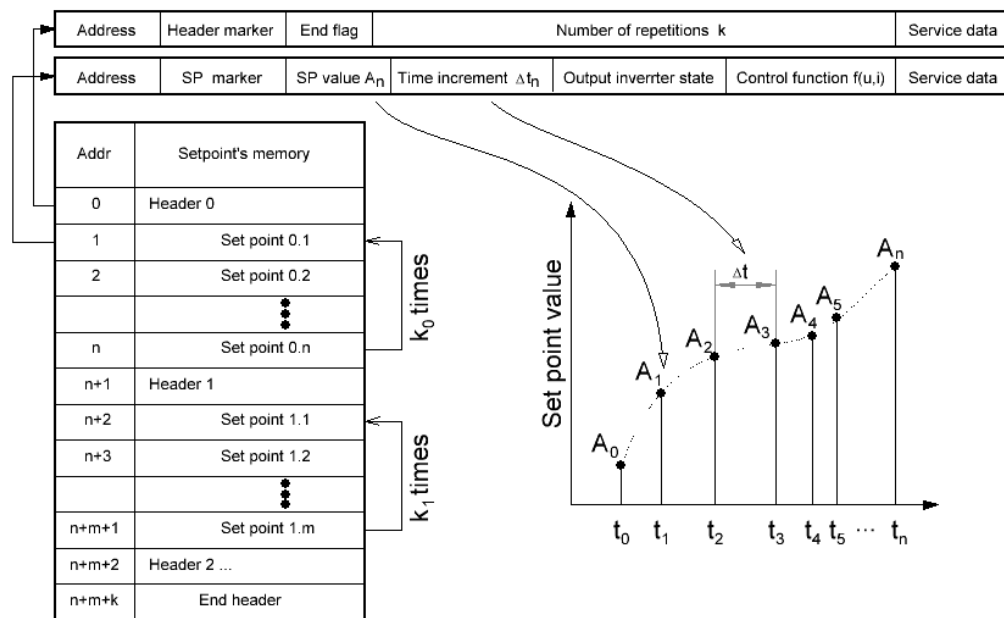 Address Header marker End flag Number of repetitions k Service data
Address SP marker SP value Aₙ Time increment Δtₙ Output inverrter state Control function f(u,i) Service data
Addr Setpoint's memory
0 Header 0
1 Set point 0.1
2 Set point 0.2
n Set point 0.n
n+1 Header 1
n+2 Set point 1.1
n+3 Set point 1.2
n+m+1 Set point 1.m
n+m+2 Header 2 ...
n+m+k End header
k₀ times
k₁ times
Set point value
A₀
A₁
A₂
Δt
A₃
A₄
A₅
Aₙ
t₀ t₁ t₂ t₃ t₄ t₅ ··· tₙ